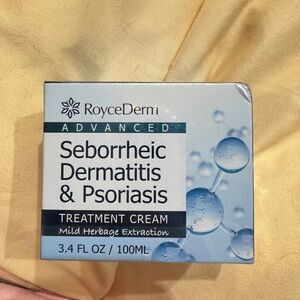 RoyceDerm
ADVANCED
Seborrheic
Dermatitis
& Psoriasis
TREATMENT CREAM
Mild Herbage Extraction
3.4 FL OZ / 100ML